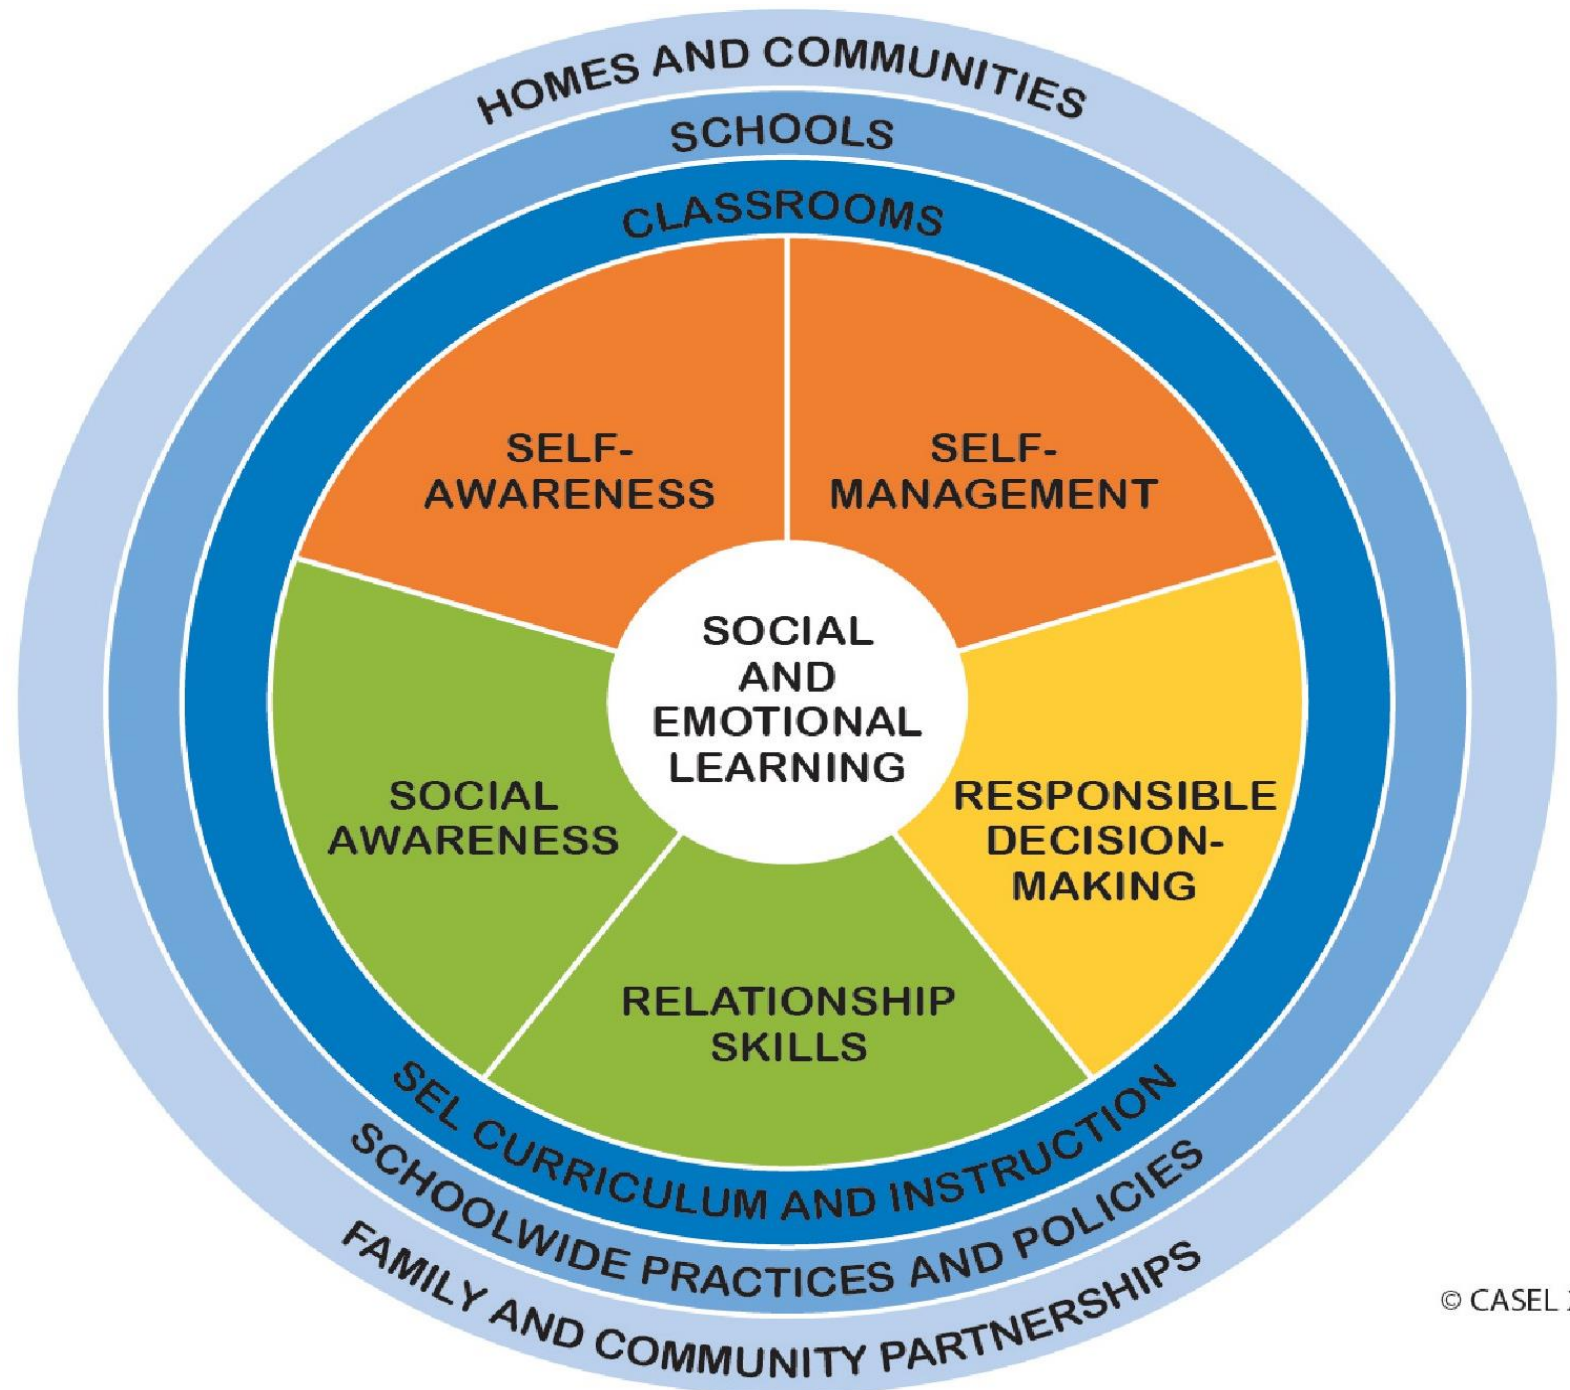 HOMES AND COMMUNITIES
SCHOOLS
CLASSROOMS
SELF-
AWARENESS
SELF-
MANAGEMENT
SOCIAL
AND
EMOTIONAL
LEARNING
SOCIAL
AWARENESS
RESPONSIBLE
DECISION-
MAKING
RELATIONSHIP
SKILLS
SEL CURRICULUM AND INSTRUCTION
SCHOOLWIDE PRACTICES AND POLICIES
FAMILY AND COMMUNITY PARTNERSHIPS
© CASEL